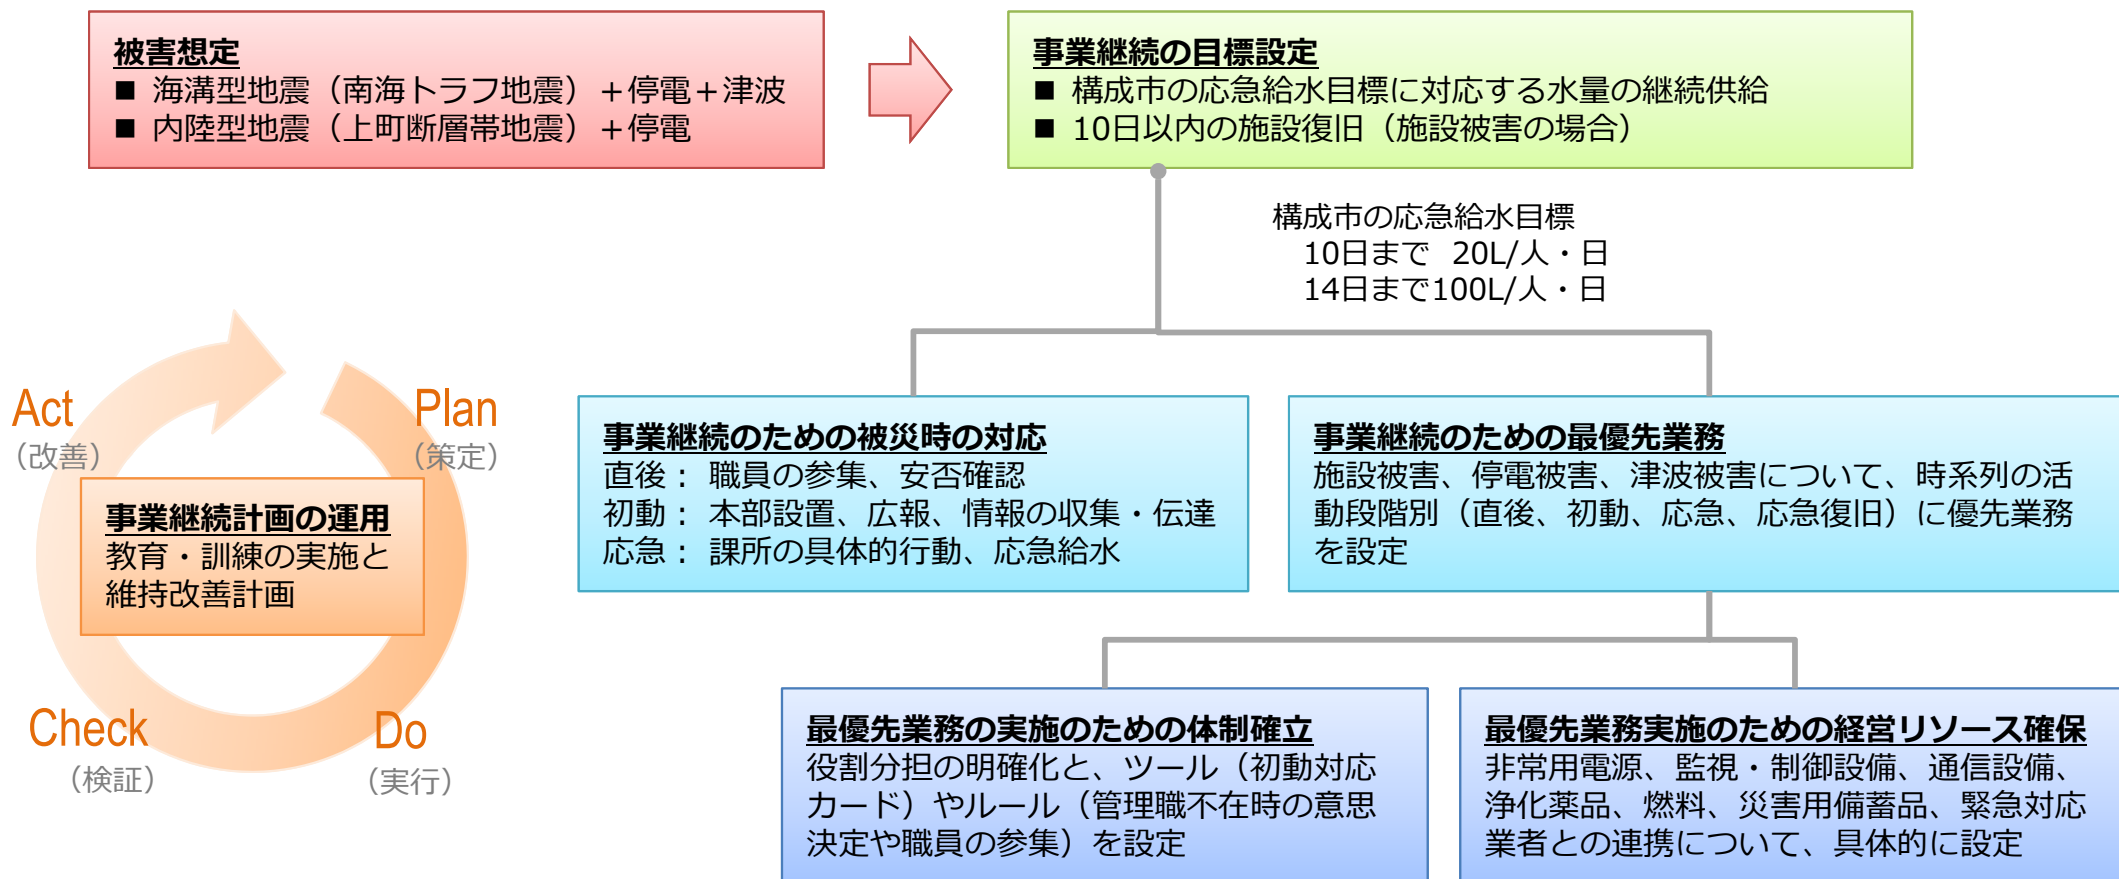 被害想定
■ 海溝型地震（南海トラフ地震）＋停電＋津波
■ 内陸型地震（上町断層帯地震）＋停電
事業継続の目標設定
■ 構成市の応急給水目標に対応する水量の継続供給
■ 10日以内の施設復旧（施設被害の場合）
構成市の応急給水目標
10日まで 20L/人・日
14日まで100L/人・日
Act
（改善）
Plan
（策定）
事業継続計画の運用
教育・訓練の実施と
維持改善計画
Check
（検証）
Do
（実行）
事業継続のための被災時の対応
直後： 職員の参集、安否確認
初動： 本部設置、広報、情報の収集・伝達
応急： 課所の具体的行動、応急給水
事業継続のための最優先業務
施設被害、停電被害、津波被害について、時系列の活
動段階別（直後、初動、応急、応急復旧）に優先業務
を設定
最優先業務の実施のための体制確立
役割分担の明確化と、ツール（初動対応
カード）やルール（管理職不在時の意思
決定や職員の参集）を設定
最優先業務実施のための経営リソース確保
非常用電源、監視・制御設備、通信設備、
浄化薬品、燃料、災害用備蓄品、緊急対応
業者との連携について、具体的に設定